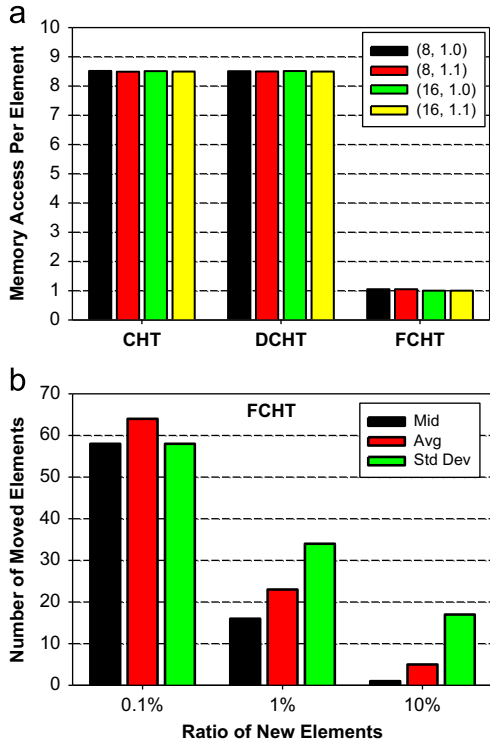 a
Memory Access Per Element
10
9
8
7
6
5
4
3
2
1
0
(8, 1.0)
(8, 1.1)
(16, 1.0)
(16, 1.1)
CHT DCHT FCHT
b
Number of Moved Elements
70
60
50
40
30
20
10
0
FCHT
Mid
Avg
Std Dev
0.1% 1% 10%
Ratio of New Elements